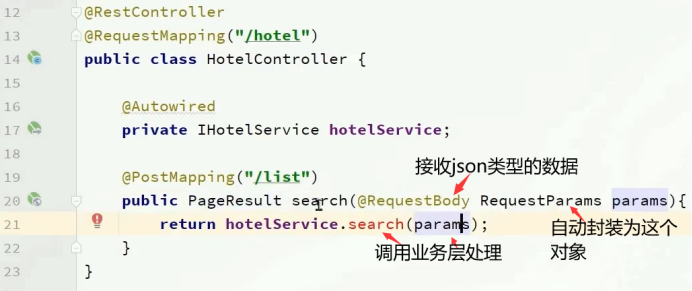 12 @RestController
13 @RequestMapping("/hotel")
14 public class HotelController {
15
16 @Autowired
17 private IHotelService hotelService;
18
19 @PostMapping("/list")
接收json类型的数据
20 public PageResult search(@RequestBody RequestParams params){
21 return hotelService.search(params);
自动封装为这个
对象
22 }
调用业务层处理
23 }